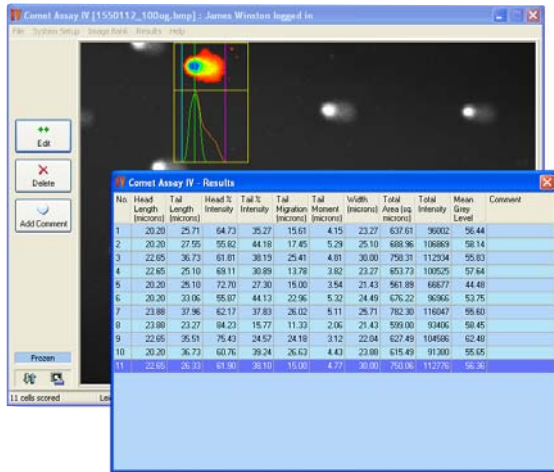 Comet Assay IV [1550112_100ug.bmp] : James Winston logged in
File System Setup Image Bank Results Help
Edit
Delete
Add Comment
Frozen
11 cells scored
Comet Assay IV - Results
No. Head Length (microns) Tail Length (microns) Head % Intensity Tail % Intensity Tail Migration (microns) Tail Moment (microns) Width (microns) Total Area (sq. microns) Total Intensity Mean Grey Level Comment
1 20.20 25.71 64.73 35.27 15.61 4.15 23.27 637.61 96002 56.44
2 20.20 27.55 55.82 44.18 17.45 5.29 25.10 688.96 106869 58.14
3 22.65 36.73 61.81 38.19 25.41 4.81 30.00 758.31 112934 55.83
4 22.65 25.10 69.11 30.89 13.78 3.82 23.27 653.73 100525 57.64
5 20.20 25.10 72.70 27.30 15.00 3.54 21.43 561.89 66677 44.48
6 20.20 33.06 55.87 44.13 22.96 5.32 24.49 676.22 96966 53.75
7 23.88 37.96 62.17 37.83 26.02 5.11 25.71 782.30 116047 55.60
8 23.88 23.27 84.23 15.77 11.33 2.06 21.43 599.00 93406 58.45
9 22.65 35.51 75.43 24.57 24.18 3.12 22.04 627.49 104586 62.48
10 20.20 36.73 60.76 39.24 26.63 4.43 23.88 615.49 91380 55.65
11 22.65 26.33 61.90 38.10 15.00 4.77 30.00 750.06 112776 56.36